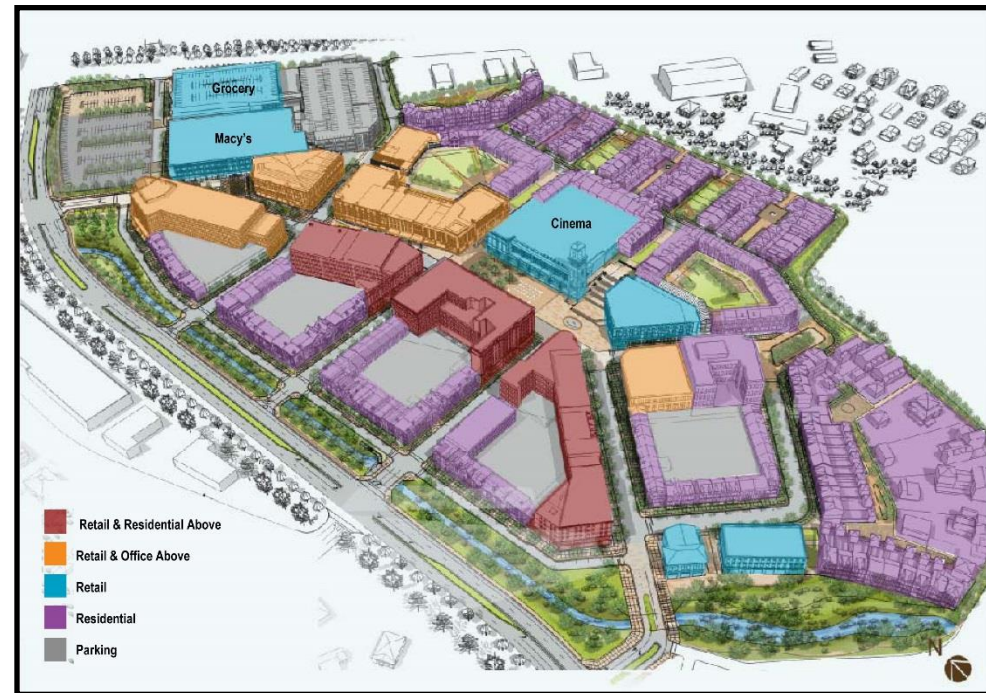 Grocery
Macy's
Cinema
Retail & Residential Above
Retail & Office Above
Retail
Residential
Parking
N